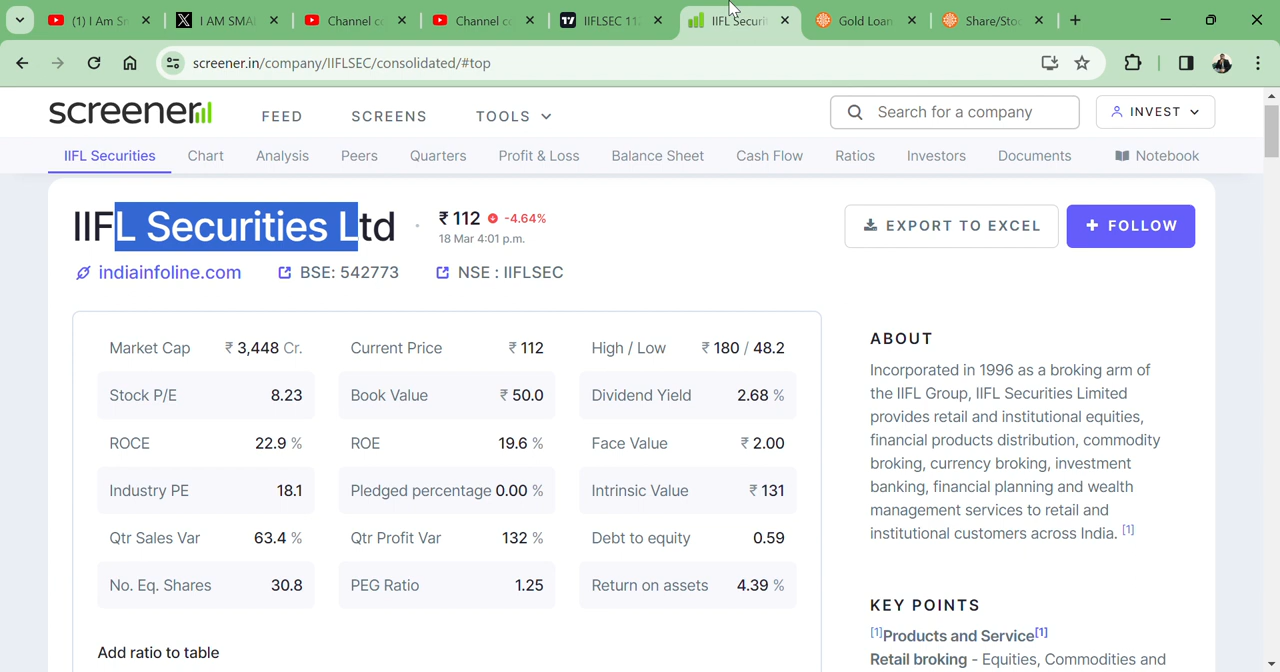 (1) I Am Sm
I AM SMA
Channel co
Channel co
IIFLSEC 11
IIFL Securi
Gold Loan
Share/Stoc
screener.in/company/IIFLSEC/consolidated/#top
screener
FEED
SCREENS
TOOLS
Search for a company
INVEST
IIFL Securities
Chart
Analysis
Peers
Quarters
Profit & Loss
Balance Sheet
Cash Flow
Ratios
Investors
Documents
Notebook
IIFL Securities Ltd
₹ 112 -4.64%
18 Mar 4:01 p.m.
EXPORT TO EXCEL
+ FOLLOW
indiainfoline.com
BSE: 542773
NSE : IIFLSEC
Market Cap ₹ 3,448 Cr.
Current Price ₹ 112
High / Low ₹ 180 / 48.2
Stock P/E 8.23
Book Value ₹ 50.0
Dividend Yield 2.68 %
ROCE 22.9 %
ROE 19.6 %
Face Value ₹ 2.00
Industry PE 18.1
Pledged percentage 0.00 %
Intrinsic Value ₹ 131
Qtr Sales Var 63.4 %
Qtr Profit Var 132 %
Debt to equity 0.59
No. Eq. Shares 30.8
PEG Ratio 1.25
Return on assets 4.39 %
Add ratio to table
ABOUT
Incorporated in 1996 as a broking arm of
the IIFL Group, IIFL Securities Limited
provides retail and institutional equities,
financial products distribution, commodity
broking, currency broking, investment
banking, financial planning and wealth
management services to retail and
institutional customers across India. [1]
KEY POINTS
[1]Products and Service[1]
Retail broking - Equities, Commodities and